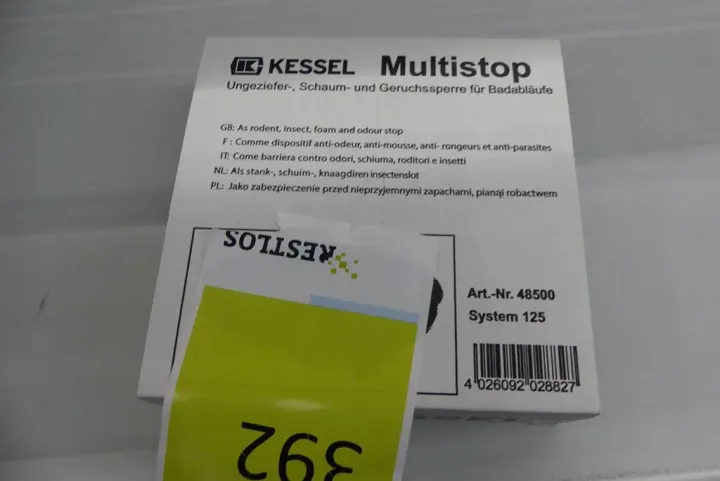 KESSEL Multistop
Ungeziefer-, Schaum- und Geruchssperre für Badabläufe
GB: As rodent, insect, foam and odour stop
F : Comme dispositif anti-odeur, anti-mousse, anti- rongeurs et anti-parasites
IT: Come barriera contro odori, schiuma, roditori e insetti
NL: Als stank-, schuim-, knaagdiren insectenslot
PL: Jako zabezpieczenie przed nieprzyjemnymi zapachami, pianąi robactwem
RESTLOS
Art.-Nr. 48500
System 125
4 026092 028827
392